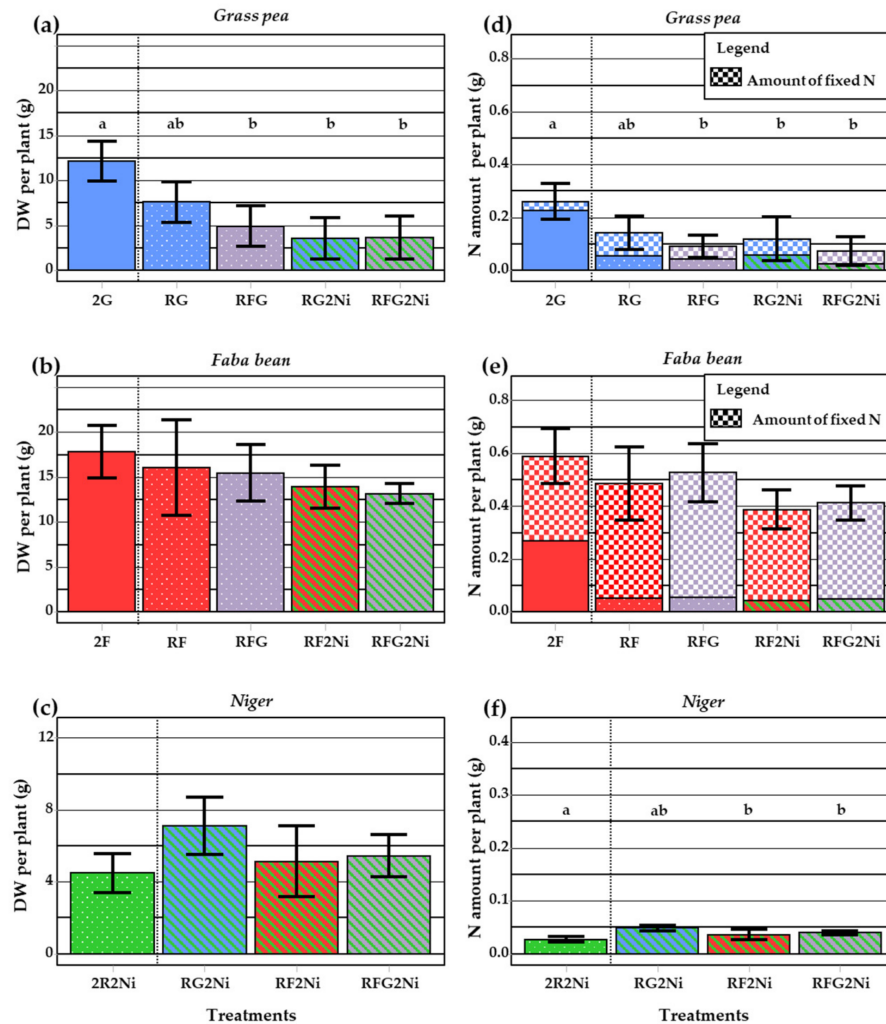 (a)
Grass pea
DW per plant (g)
20
15
10
5
0
a
ab
b
b
b
2G
RG
RFG
RG2Ni
RFG2Ni
(d)
Grass pea
N amount per plant (g)
0.8
0.6
0.4
0.2
0.0
Legend
Amount of fixed N
a
ab
b
b
b
2G
RG
RFG
RG2Ni
RFG2Ni
(b)
Faba bean
DW per plant (g)
20
15
10
15
0
2F
RF
RFG
RF2Ni
RFG2Ni
(e)
Faba bean
N amount per plant (g)
0.8
0.6
0.4
0.2
0.0
Legend
Amount of fixed N
2F
RF
RFG
RF2Ni
RFG2Ni
(c)
Niger
DW per plant (g)
12
8
4
0
2R2Ni
RG2Ni
RF2Ni
RFG2Ni
Treatments
(f)
Niger
N amount per plant (g)
0.4
0.3
0.2
0.1
0.0
a
ab
b
b
2R2Ni
RG2Ni
RF2Ni
RFG2Ni
Treatments